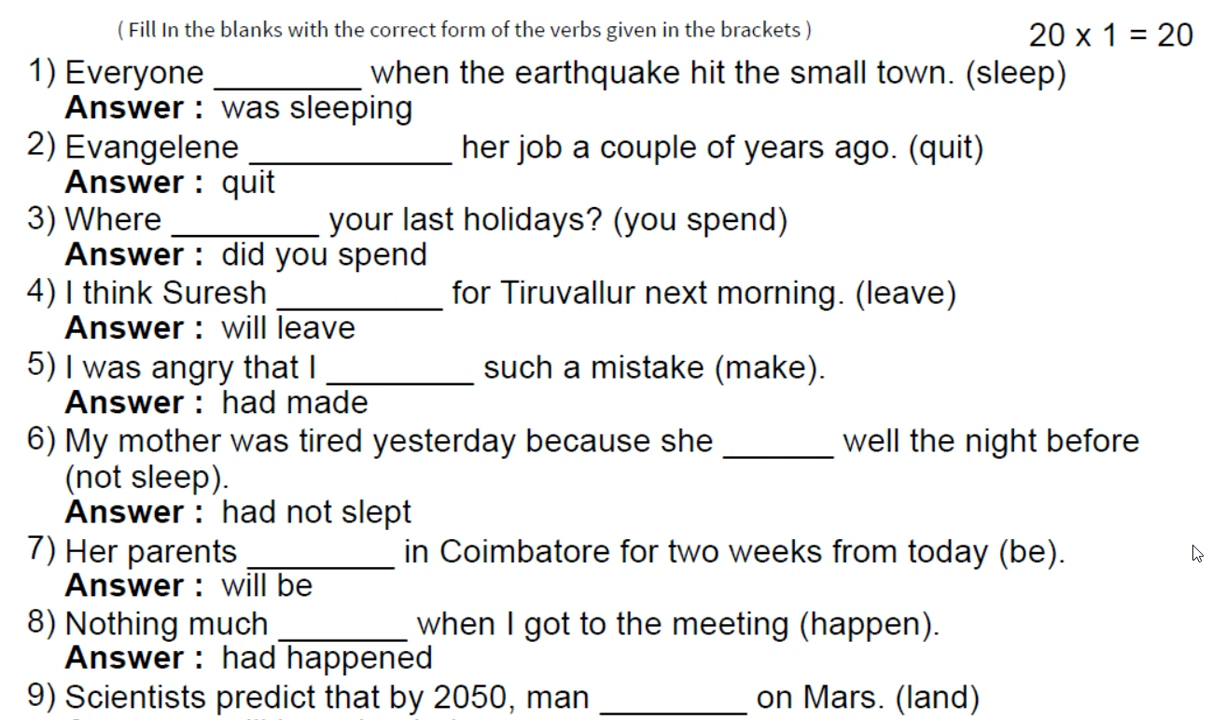 ( Fill In the blanks with the correct form of the verbs given in the brackets ) 20 x 1 = 20
1) Everyone ________ when the earthquake hit the small town. (sleep)
Answer : was sleeping
2) Evangelene ___________ her job a couple of years ago. (quit)
Answer : quit
3) Where ________ your last holidays? (you spend)
Answer : did you spend
4) I think Suresh _________ for Tiruvallur next morning. (leave)
Answer : will leave
5) I was angry that I ________ such a mistake (make).
Answer : had made
6) My mother was tired yesterday because she ______ well the night before
(not sleep).
Answer : had not slept
7) Her parents ________ in Coimbatore for two weeks from today (be).
Answer : will be
8) Nothing much _______ when I got to the meeting (happen).
Answer : had happened
9) Scientists predict that by 2050, man ________ on Mars. (land)